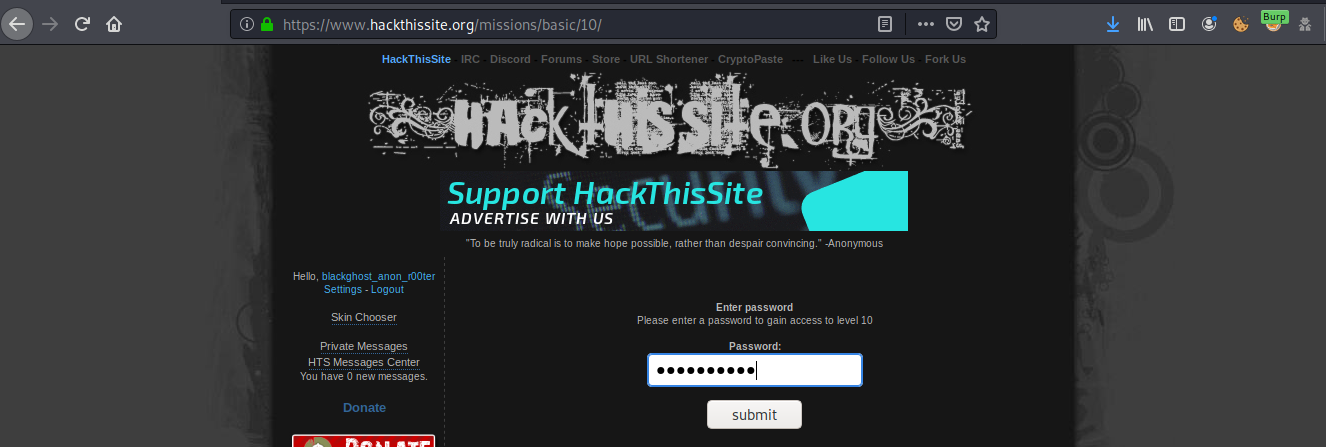 https://www.hackthissite.org/missions/basic/10/
Burp
HackThisSite - IRC - Discord - Forums - Store - URL Shortener - CryptoPaste --- Like Us - Follow Us - Fork Us
HackThisSite.org
Support HackThisSite
ADVERTISE WITH US
"To be truly radical is to make hope possible, rather than despair convincing." -Anonymous
Hello, blackghost_anon_r00ter
Settings - Logout
Skin Chooser
Private Messages
HTS Messages Center
You have 0 new messages.
Donate
DONATE
Enter password
Please enter a password to gain access to level 10
Password:
••••••••••
submit